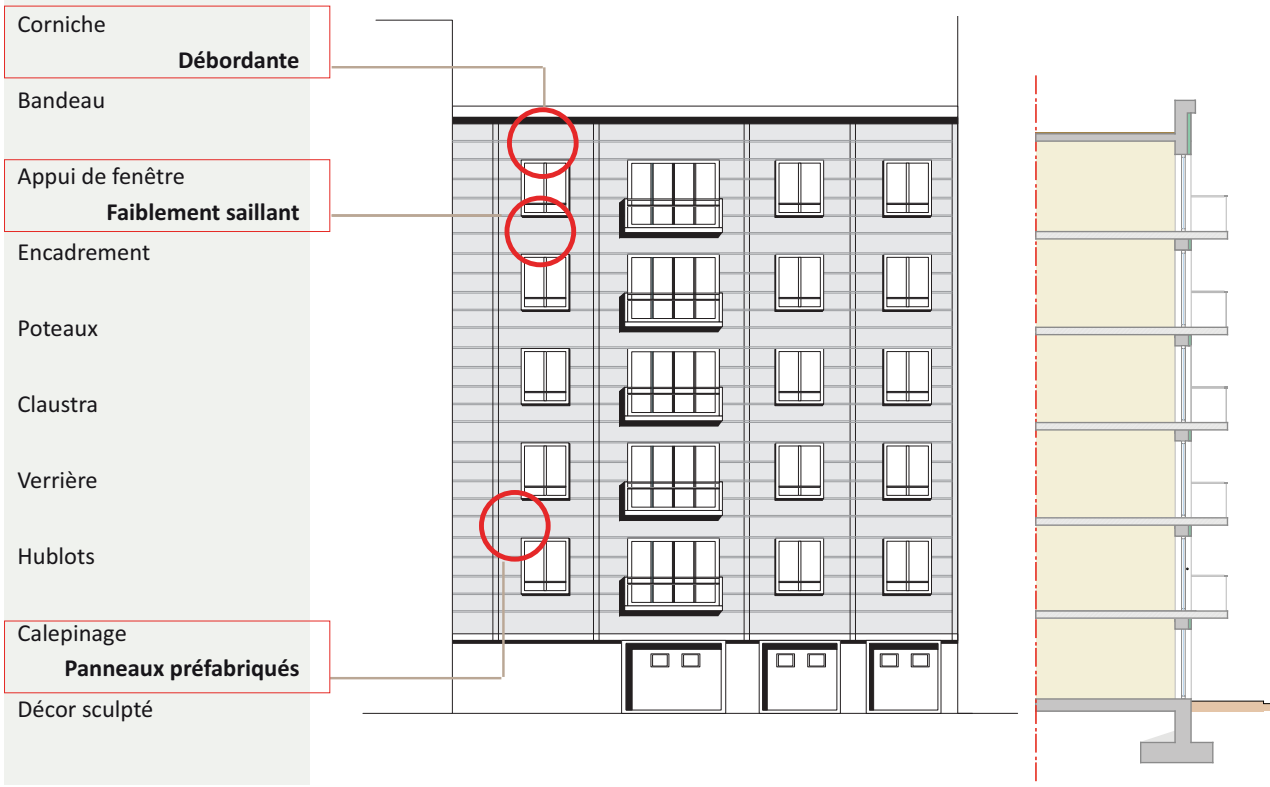 Corniche
Débordante
Bandeau
Appui de fenêtre
Faiblement saillant
Encadrement
Poteaux
Claustra
Verrière
Hublots
Calepinage
Panneaux préfabriqués
Décor sculpté